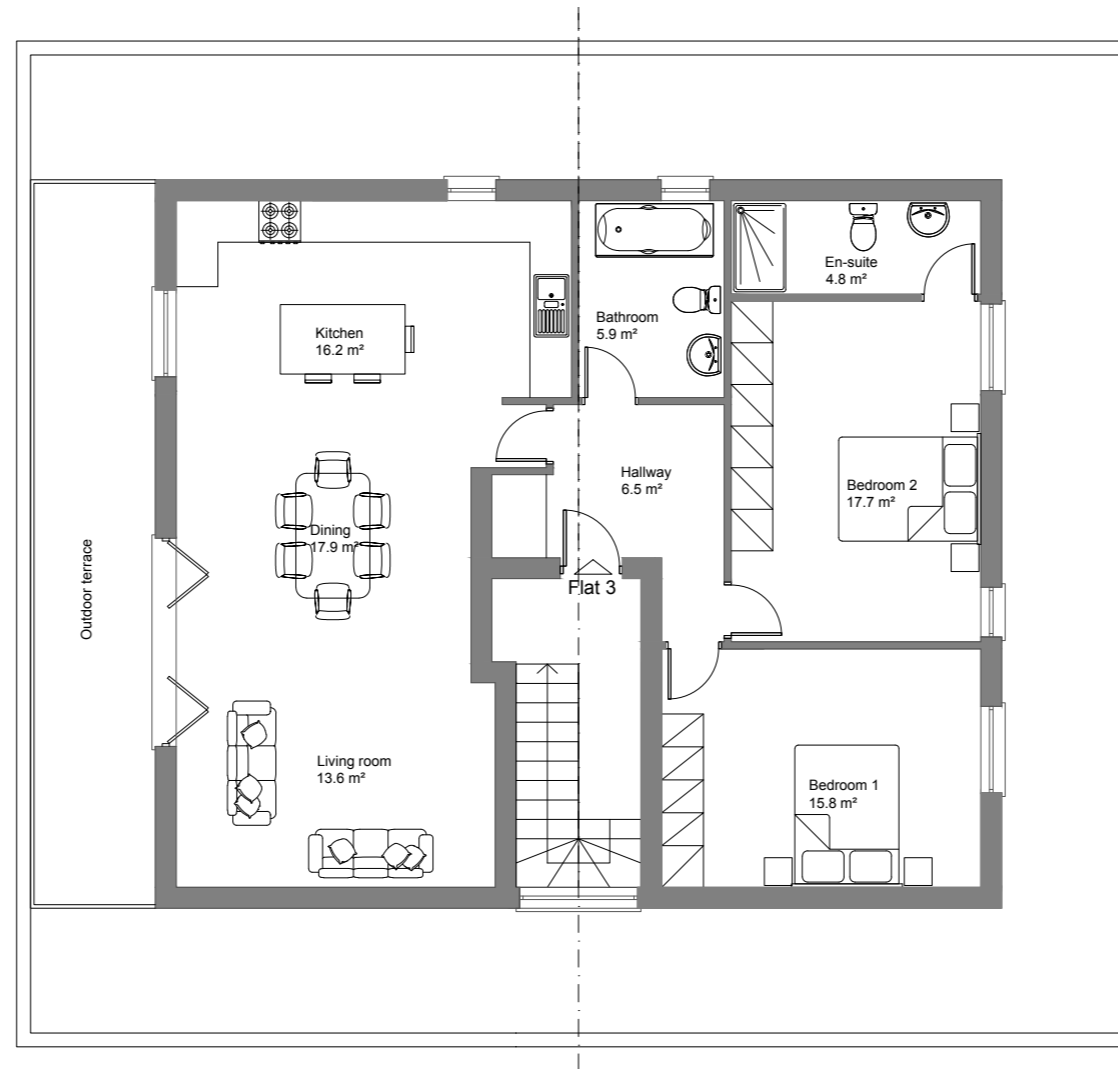 En-suite
4.8 m²
Bathroom
5.9 m²
Kitchen
16.2 m²
Hallway
6.5 m²
Bedroom 2
17.7 m²
Dining
17.9 m²
Outdoor terrace
Flat 3
Living room
13.6 m²
Bedroom 1
15.8 m²